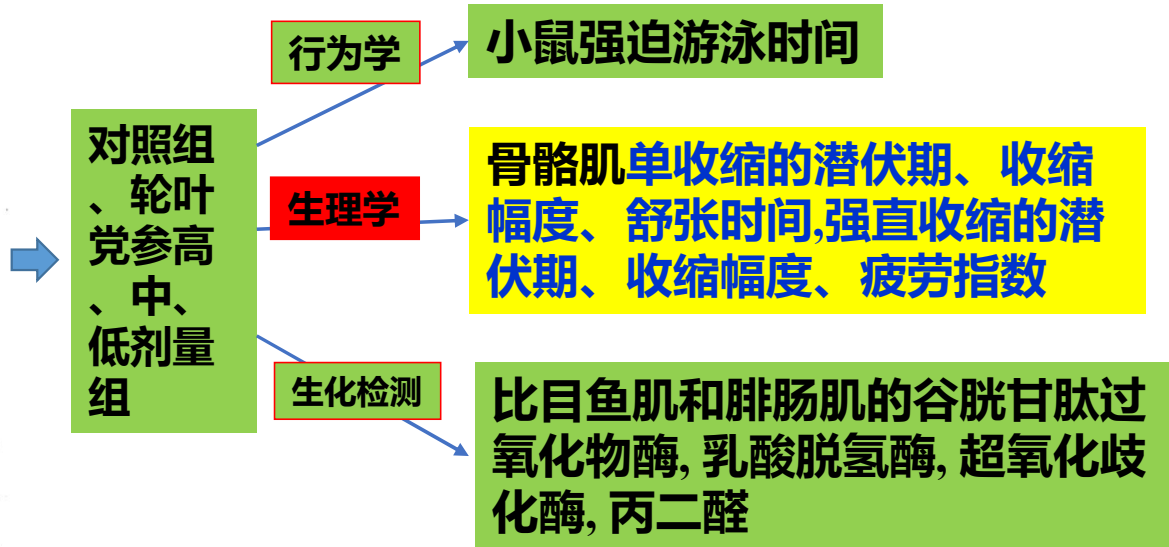 行为学
小鼠强迫游泳时间
对照组
、轮叶
党参高
、中、
低剂量
组
生理学
骨骼肌单收缩的潜伏期、收缩
幅度、舒张时间,强直收缩的潜
伏期、收缩幅度、疲劳指数
生化检测
比目鱼肌和腓肠肌的谷胱甘肽过
氧化物酶, 乳酸脱氢酶, 超氧化歧
化酶, 丙二醛